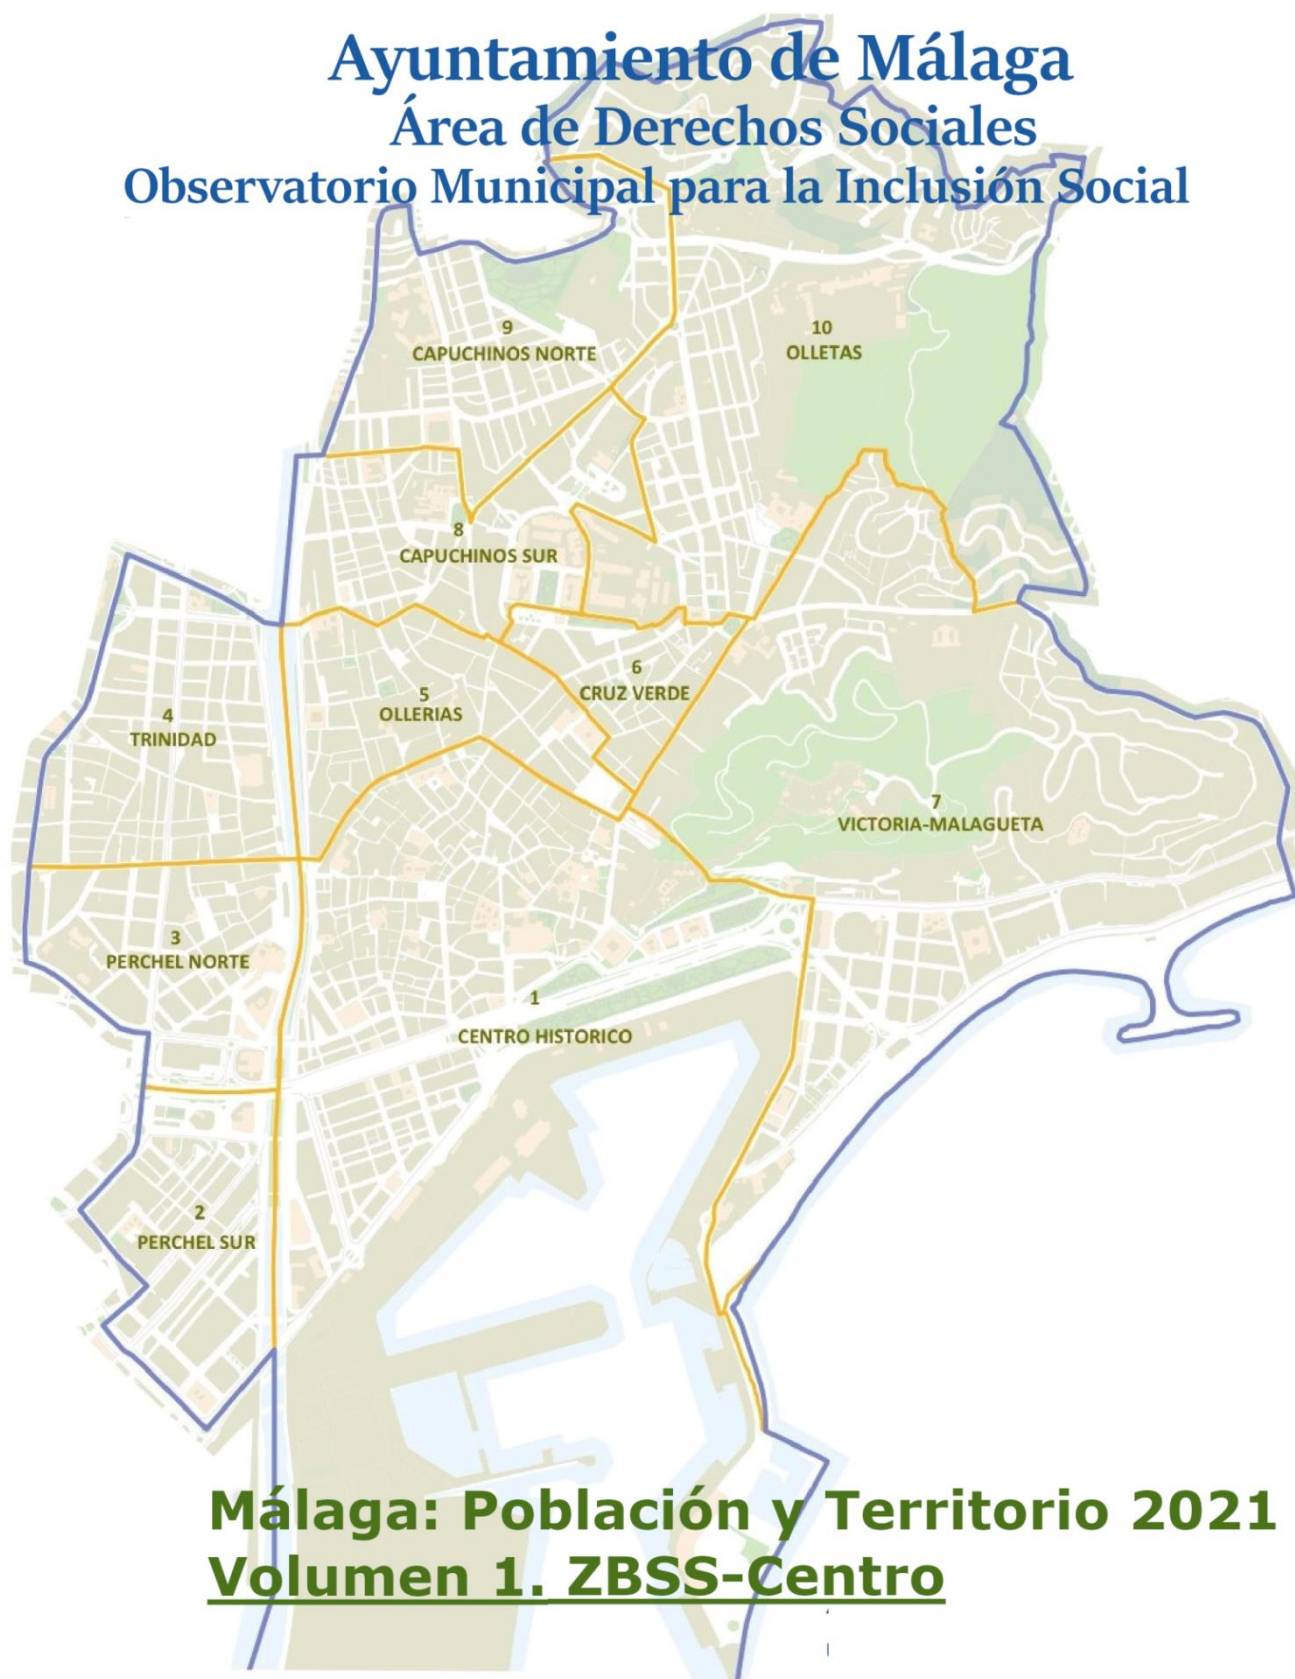 Ayuntamiento de Málaga
Área de Derechos Sociales
Observatorio Municipal para la Inclusión Social
9
CAPUCHINOS NORTE
10
OLLETAS
8
CAPUCHINOS SUR
6
CRUZ VERDE
5
OLLERIAS
4
TRINIDAD
7
VICTORIA-MALAGUETA
3
PERCHEL NORTE
1
CENTRO HISTORICO
2
PERCHEL SUR
Málaga: Población y Territorio 2021
Volumen 1. ZBSS-Centro